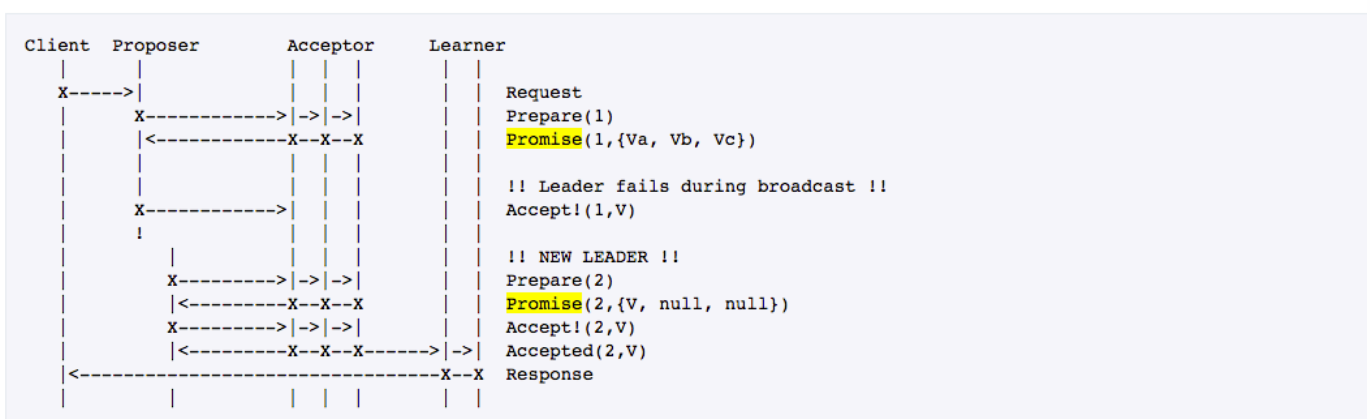 Client Proposer Acceptor Learner
| | | | | | |
X----->| | | | | | Request
| X------------>|->|->| | | Prepare(1)
| |<------------X--X--X | | Promise(1,{Va, Vb, Vc})
| | | | | | |
| | | | | | | !! Leader fails during broadcast !!
| X------------>| | | | | Accept!(1,V)
| ! | | | | |
| | | | | | | !! NEW LEADER !!
| X--------->|->|->| | | Prepare(2)
| |<---------X--X--X | | Promise(2,{V, null, null})
| X--------->|->|->| | | Accept!(2,V)
| |<---------X--X--X------>|->| Accepted(2,V)
|<---------------------------------X--X Response
| | | | | | |